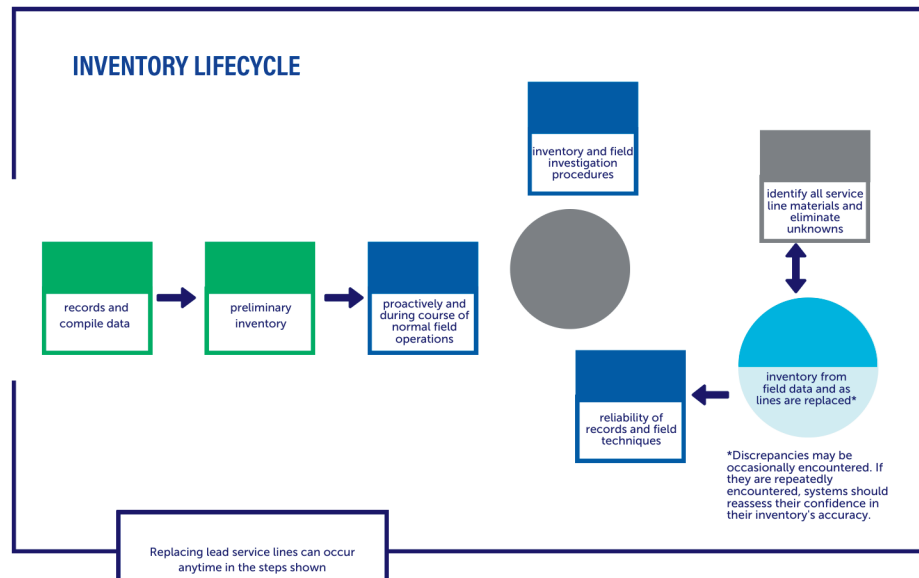 INVENTORY LIFECYCLE
inventory and field
investigation
procedures
identify all service
line materials and
eliminate
unknowns
records and
compile data
preliminary
inventory
proactively and
during course of
normal field
operations
inventory from
field data and as
lines are replaced*
reliability of
records and field
techniques
*Discrepancies may be
occasionally encountered. If
they are repeatedly
encountered, systems should
reassess their confidence in
their inventory's accuracy.
Replacing lead service lines can occur
anytime in the steps shown